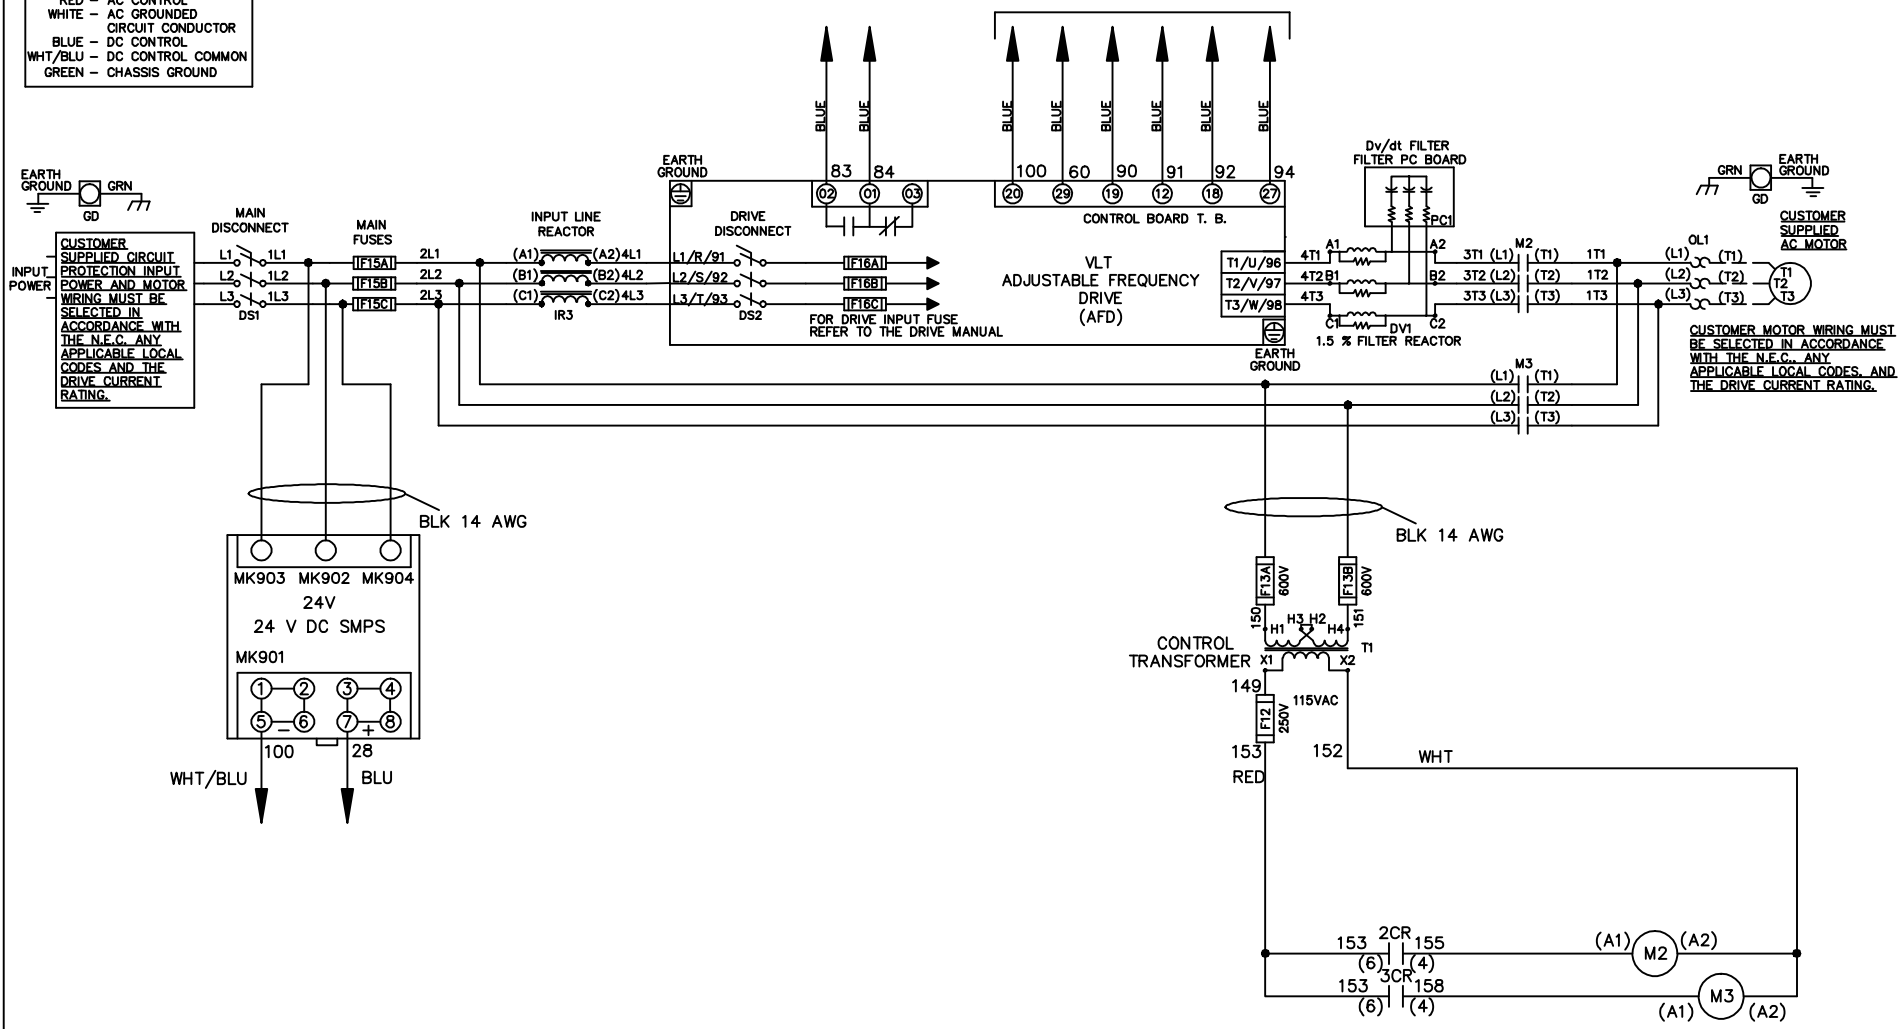 RED - AC CONTROL
WHITE - AC GROUNDED
CIRCUIT CONDUCTOR
BLUE - DC CONTROL
WHT/BLU - DC CONTROL COMMON
GREEN - CHASSIS GROUND
BLUE
BLUE
BLUE
BLUE
BLUE
BLUE
BLUE
BLUE
EARTH
GROUND
GRN
GD
MAIN
DISCONNECT
MAIN
FUSES
INPUT LINE
REACTOR
EARTH
GROUND
DRIVE
DISCONNECT
83
84
02
01
03
100
60
90
91
92
94
20
29
19
12
18
27
CONTROL BOARD T. B.
Dv/dt FILTER
FILTER PC BOARD
PC1
GRN
EARTH
GROUND
GD
CUSTOMER
SUPPLIED
AC MOTOR
INPUT
POWER
CUSTOMER
SUPPLIED CIRCUIT
PROTECTION INPUT
POWER AND MOTOR
WIRING MUST BE
SELECTED IN
ACCORDANCE WITH
THE N.E.C. ANY
APPLICABLE LOCAL
CODES AND THE
DRIVE CURRENT
RATING.
L1
1L1
F15A
2L1
(A1)
(A2)
4L1
L1/R/91
F16A
L2
1L2
F15B
2L2
(B1)
(B2)
4L2
L2/S/92
F16B
L3
1L3
F15C
2L3
(C1)
(C2)
4L3
L3/T/93
F16C
DS1
IR3
DS2
FOR DRIVE INPUT FUSE
REFER TO THE DRIVE MANUAL
VLT
ADJUSTABLE FREQUENCY
DRIVE
(AFD)
T1/U/96
T2/V/97
T3/W/98
EARTH
GROUND
4T1
A1
A2
4T2
B1
B2
4T3
C1
C2
DV1
1.5 % FILTER REACTOR
M2
3T1 (L1)
(T1)
1T1
3T2 (L2)
(T2)
1T2
3T3 (L3)
(T3)
1T3
OL1
(L1)
(T1)
(L2)
(T2)
(L3)
(T3)
T1
T2
T3
CUSTOMER MOTOR WIRING MUST
BE SELECTED IN ACCORDANCE
WITH THE N.E.C., ANY
APPLICABLE LOCAL CODES, AND
THE DRIVE CURRENT RATING.
M3
(L1)
(T1)
(L2)
(T2)
(L3)
(T3)
BLK 14 AWG
MK903
MK902
MK904
24V
24 V DC SMPS
MK901
1
2
3
4
5
6
7
8
-
+
100
28
WHT/BLU
BLU
BLK 14 AWG
F13A
600V
F13B
600V
150
151
H1
H3
H2
H4
CONTROL
TRANSFORMER
T1
X1
X2
149
115VAC
F12
250V
153
152
RED
WHT
2CR
153
155
(6)
(4)
(A1)
M2
(A2)
3CR
153
158
(6)
(4)
(A1)
M3
(A2)